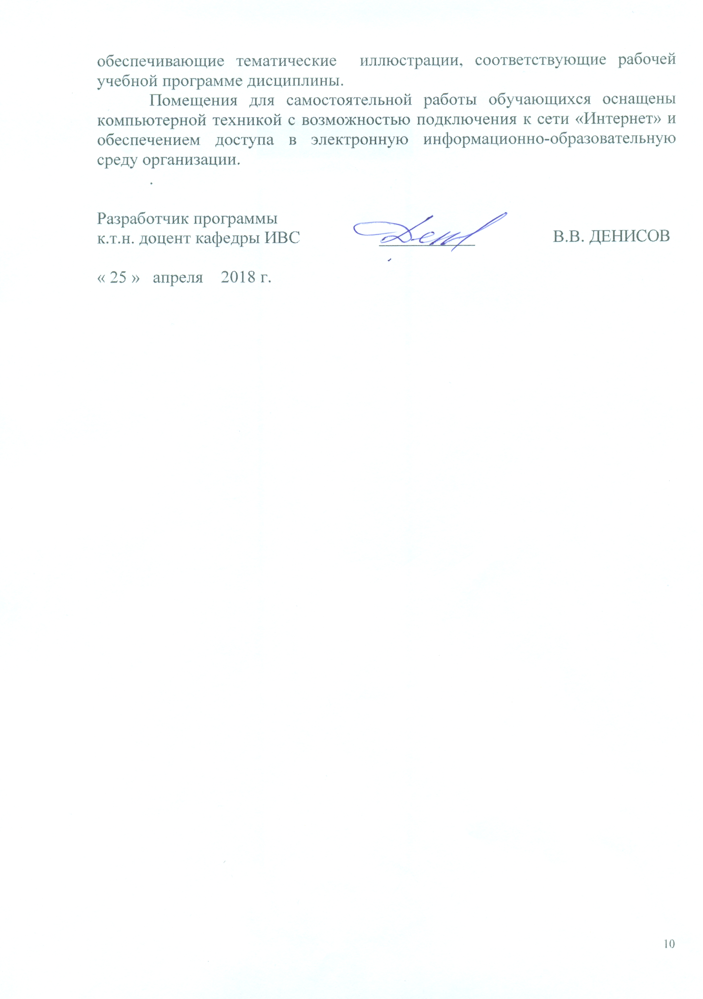 обеспечивающие тематические иллюстрации, соответствующие рабочей
учебной программе дисциплины.
Помещения для самостоятельной работы обучающихся оснащены
компьютерной техникой с возможностью подключения к сети «Интернет» и
обеспечением доступа в электронную информационно-образовательную
среду организации.
.
Разработчик программы
к.т.н. доцент кафедры ИВС В.В. ДЕНИСОВ
« 25 » апреля 2018 г.
10